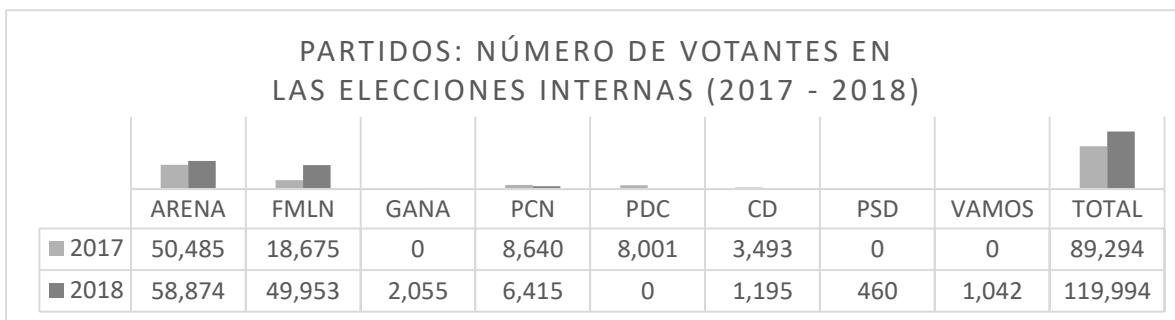 PARTIDOS: NÚMERO DE VOTANTES EN
LAS ELECCIONES INTERNAS (2017 - 2018)
ARENA FMLN GANA PCN PDC CD PSD VAMOS TOTAL
2017 50,485 18,675 0 8,640 8,001 3,493 0 0 89,294
2018 58,874 49,953 2,055 6,415 0 1,195 460 1,042 119,994